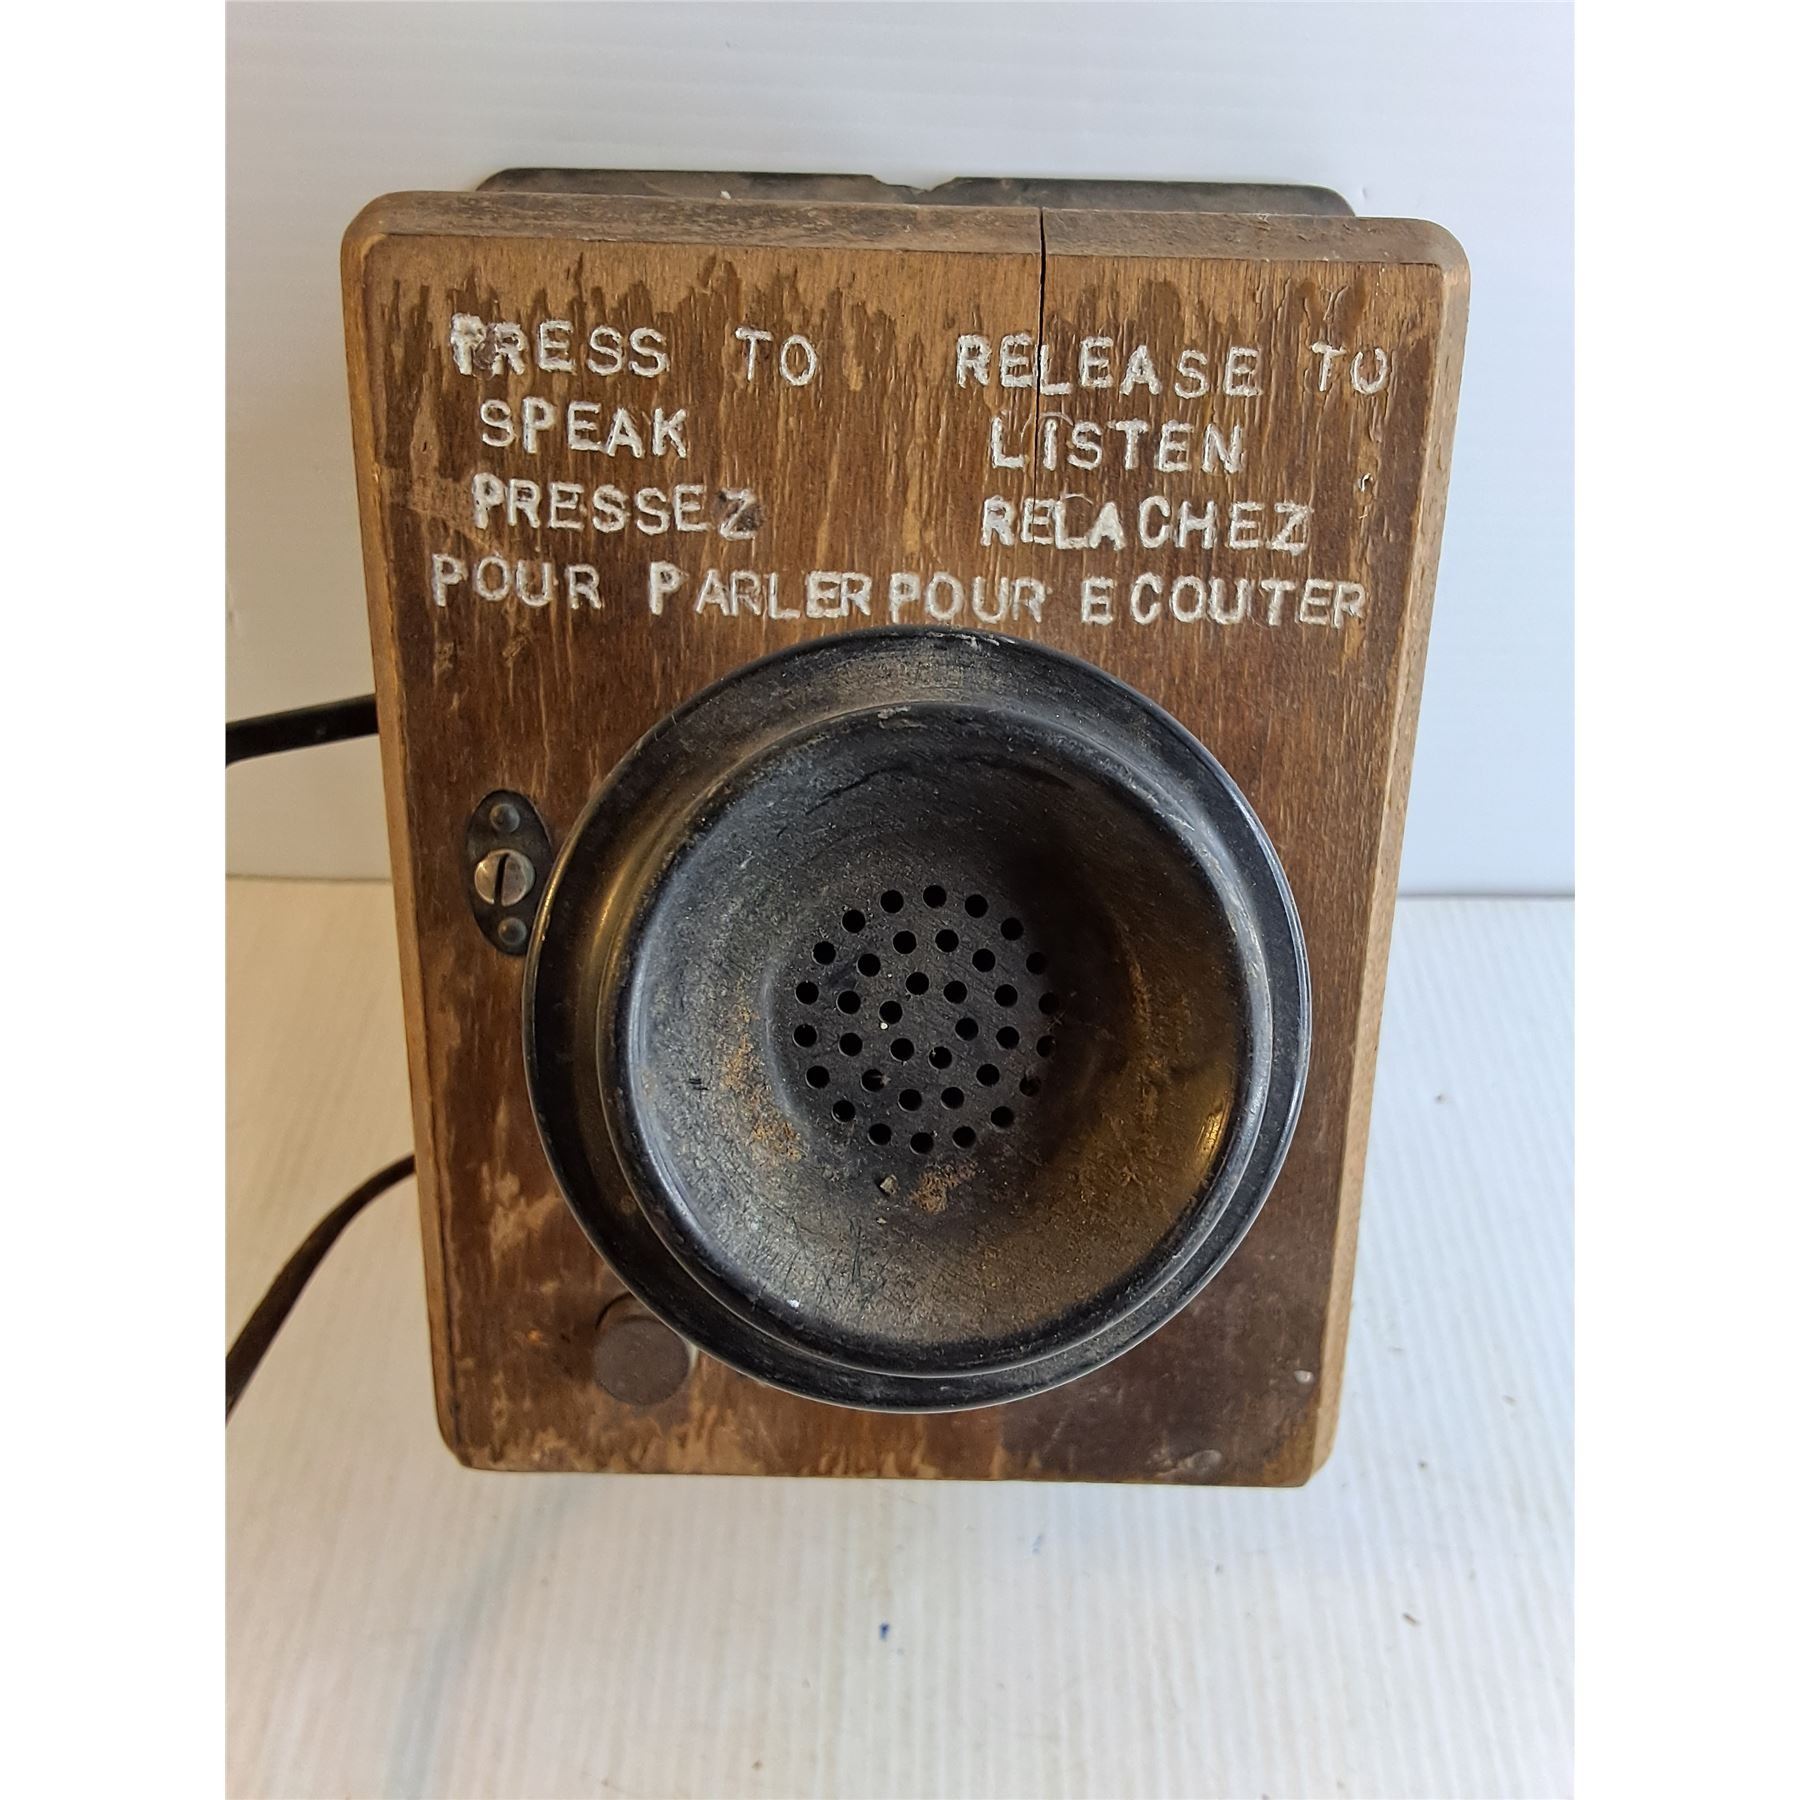 PRESS TO
SPEAK
PRESSEZ
POUR PARLER
RELEASE TO
LISTEN
RELACHEZ
POUR ECOUTER